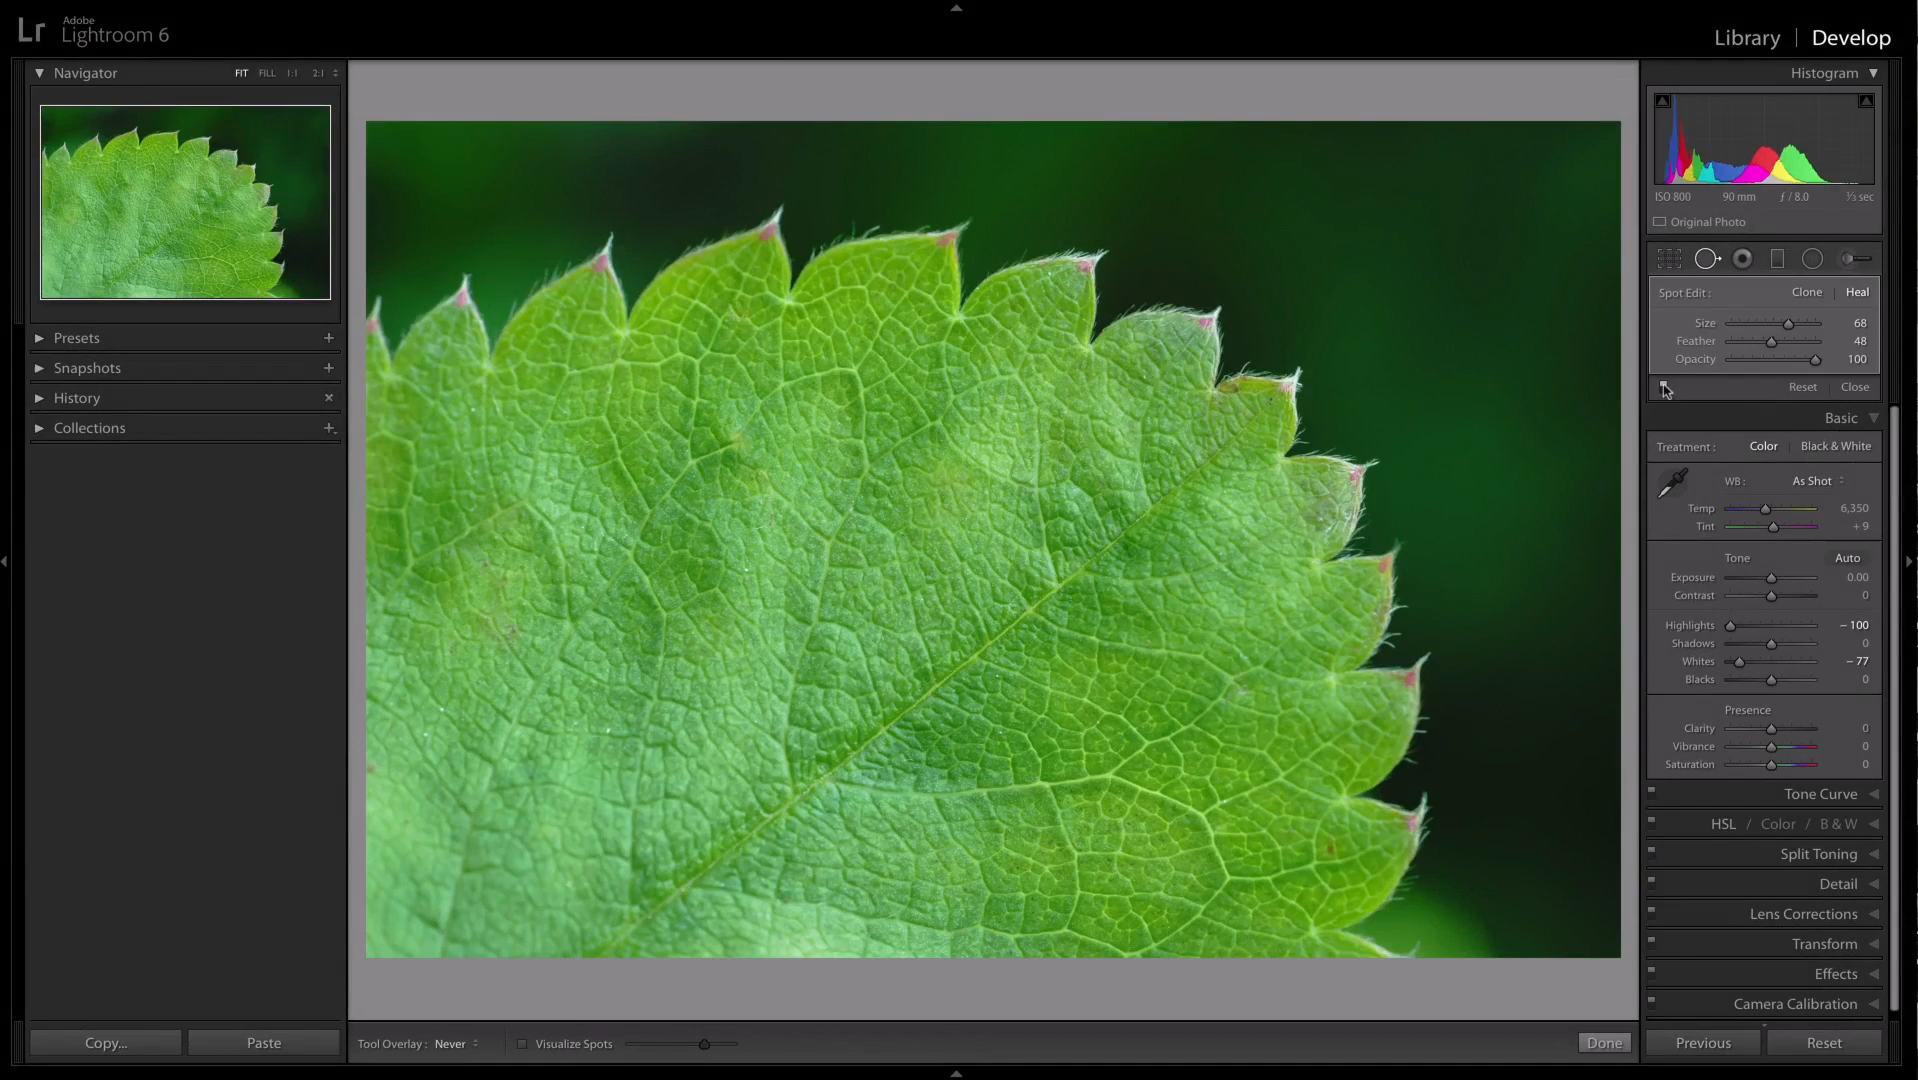 Lr Adobe
Lightroom 6
Library | Develop
Navigator FIT FILL 1:1 2:1
Presets
Snapshots
History
Collections
Copy... Paste
Tool Overlay : Never Visualize Spots Done
Histogram
ISO 800 90 mm ƒ / 8.0 ⅓ sec
Original Photo
Spot Edit : Clone | Heal
Size 68
Feather 48
Opacity 100
Reset Close
Basic
Treatment : Color | Black & White
WB : As Shot
Temp 6,350
Tint + 9
Tone Auto
Exposure 0.00
Contrast 0
Highlights − 100
Shadows 0
Whites − 77
Blacks 0
Presence
Clarity 0
Vibrance 0
Saturation 0
Tone Curve
HSL / Color / B & W
Split Toning
Detail
Lens Corrections
Transform
Effects
Camera Calibration
Previous Reset